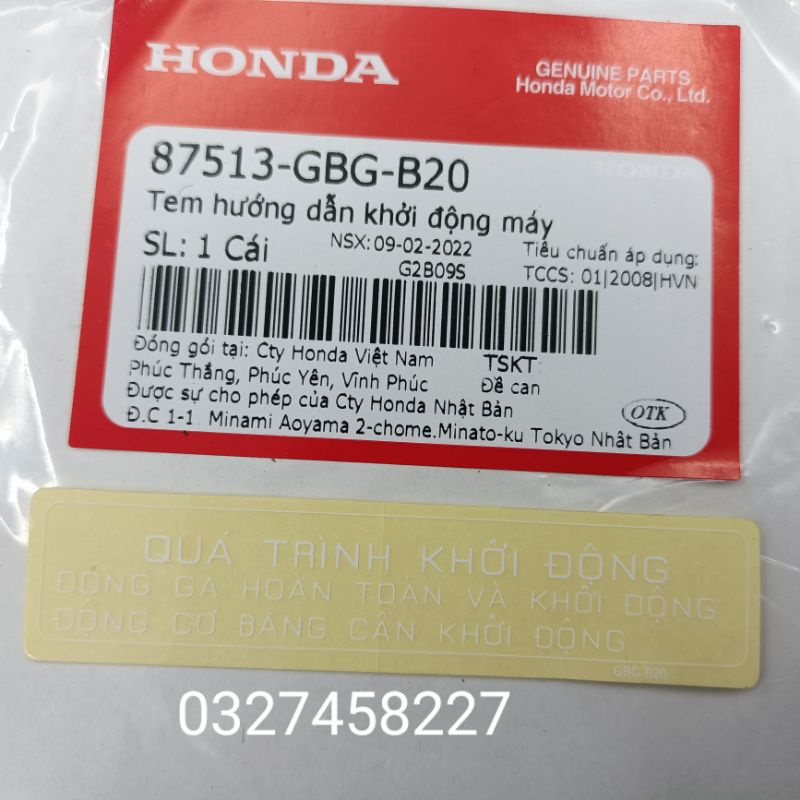 HONDA
GENUINE PARTS
Honda Motor Co., Ltd.
HONDA
87513-GBG-B20
Tem hướng dẫn khởi động máy
SL: 1 Cái
NSX: 09-02-2022
G2B09S
Tiêu chuẩn áp dụng:
TCCS: 01|2008|HVN
Đóng gói tại: Cty Honda Việt Nam
Phúc Thắng, Phúc Yên, Vĩnh Phúc
TSKT:
Đề can
Được sự cho phép của Cty Honda Nhật Bản
Đ.C 1-1 Minami Aoyama 2-chome.Minato-ku Tokyo Nhật Bản
OTK
QUÁ TRÌNH KHỞI ĐỘNG
ĐÓNG GA HOÀN TOÀN VÀ KHỞI ĐỘNG
ĐỘNG CƠ BẰNG CẦN KHỞI ĐỘNG
GBG-B20
0327458227